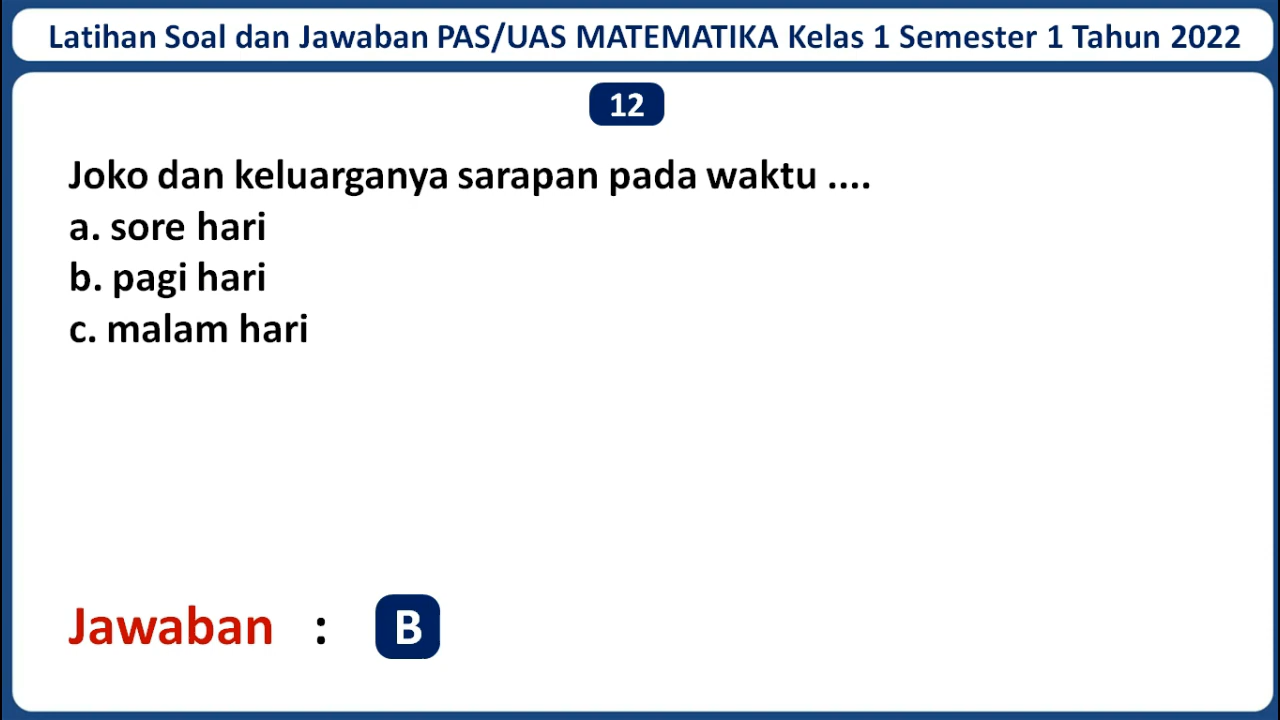 Latihan Soal dan Jawaban PAS/UAS MATEMATIKA Kelas 1 Semester 1 Tahun 2022
12
Joko dan keluarganya sarapan pada waktu ....
a. sore hari
b. pagi hari
c. malam hari
Jawaban : B